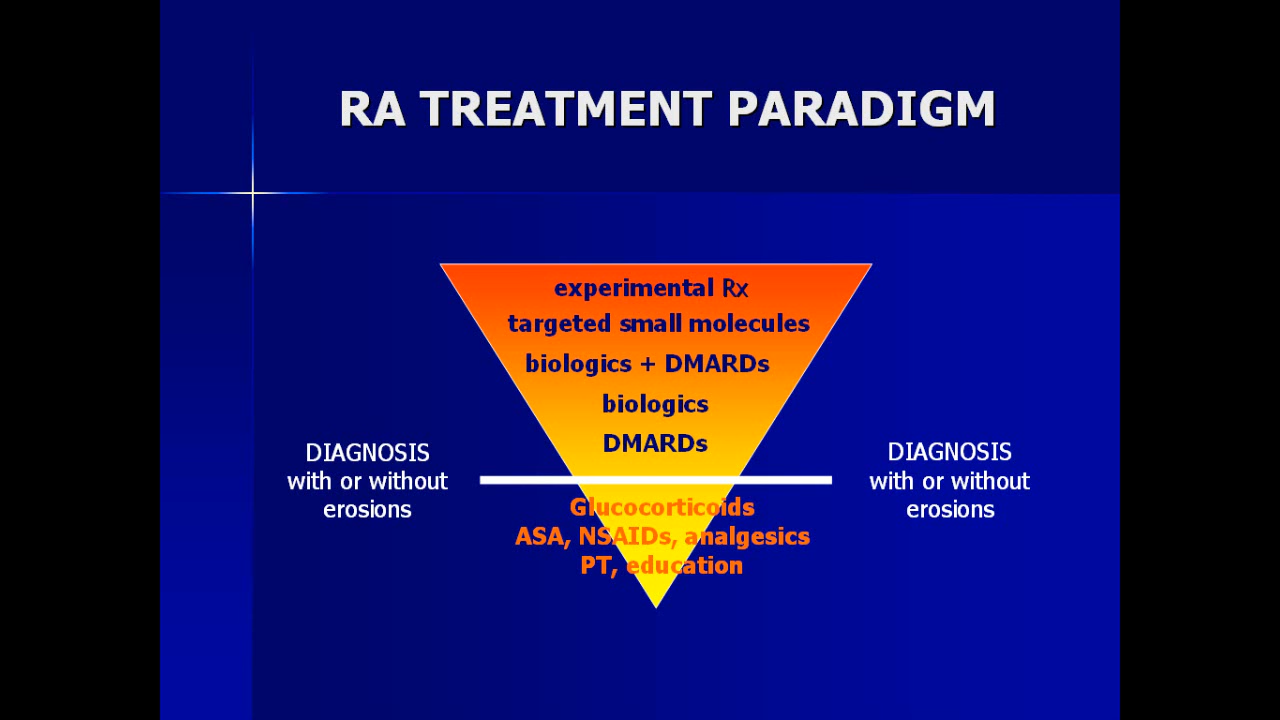 RA TREATMENT PARADIGM
experimental Rx
targeted small molecules
biologics + DMARDs
biologics
DMARDs
DIAGNOSIS
with or without
erosions
DIAGNOSIS
with or without
erosions
Glucocorticoids
ASA, NSAIDs, analgesics
PT, education